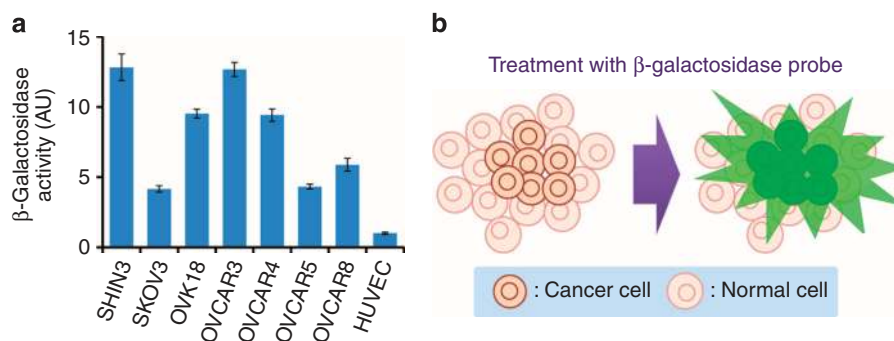 a
β-Galactosidase
activity (AU)
15
10
5
0
SHIN3
SKOV3
OVK18
OVCAR3
OVCAR4
OVCAR5
OVCAR8
HUVEC
b
Treatment with β-galactosidase probe
: Cancer cell : Normal cell